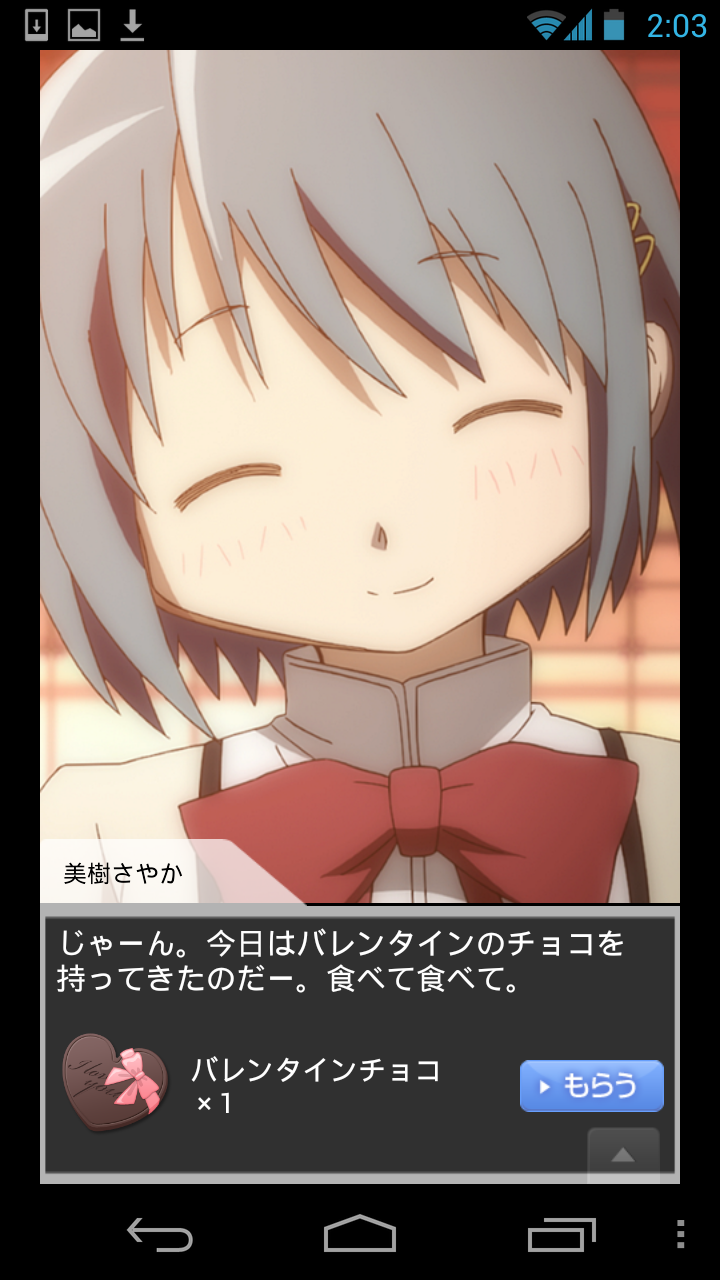 2:03
美樹さやか
じゃーん。今日はバレンタインのチョコを
持ってきたのだー。食べて食べて。
I love
you
バレンタインチョコ
×1
もらう